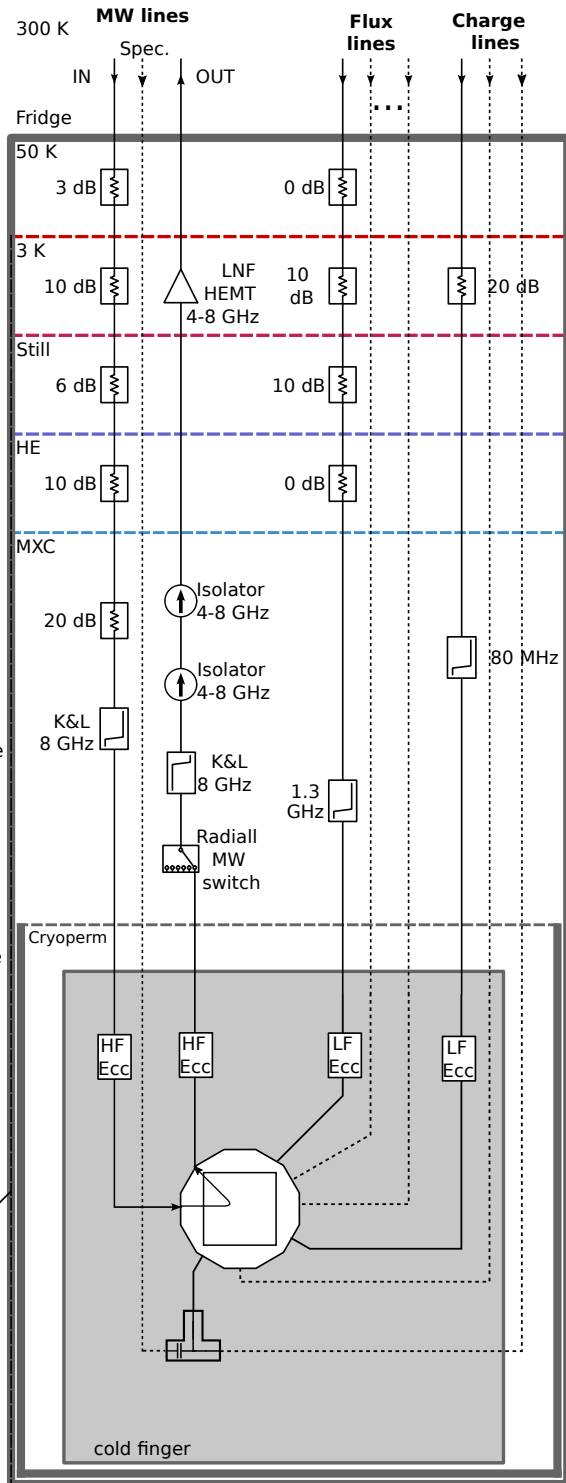 300 K
MW lines
Spec.
IN
OUT
Flux
lines
Charge
lines
...
Fridge
50 K
3 dB
0 dB
3 K
10 dB
LNF
HEMT
4-8 GHz
10
dB
20 dB
Still
6 dB
10 dB
HE
10 dB
0 dB
MXC
20 dB
Isolator
4-8 GHz
Isolator
4-8 GHz
80 MHz
K&L
8 GHz
K&L
8 GHz
1.3
GHz
Radiall
MW
switch
Cryoperm
HF
Ecc
HF
Ecc
LF
Ecc
LF
Ecc
cold finger